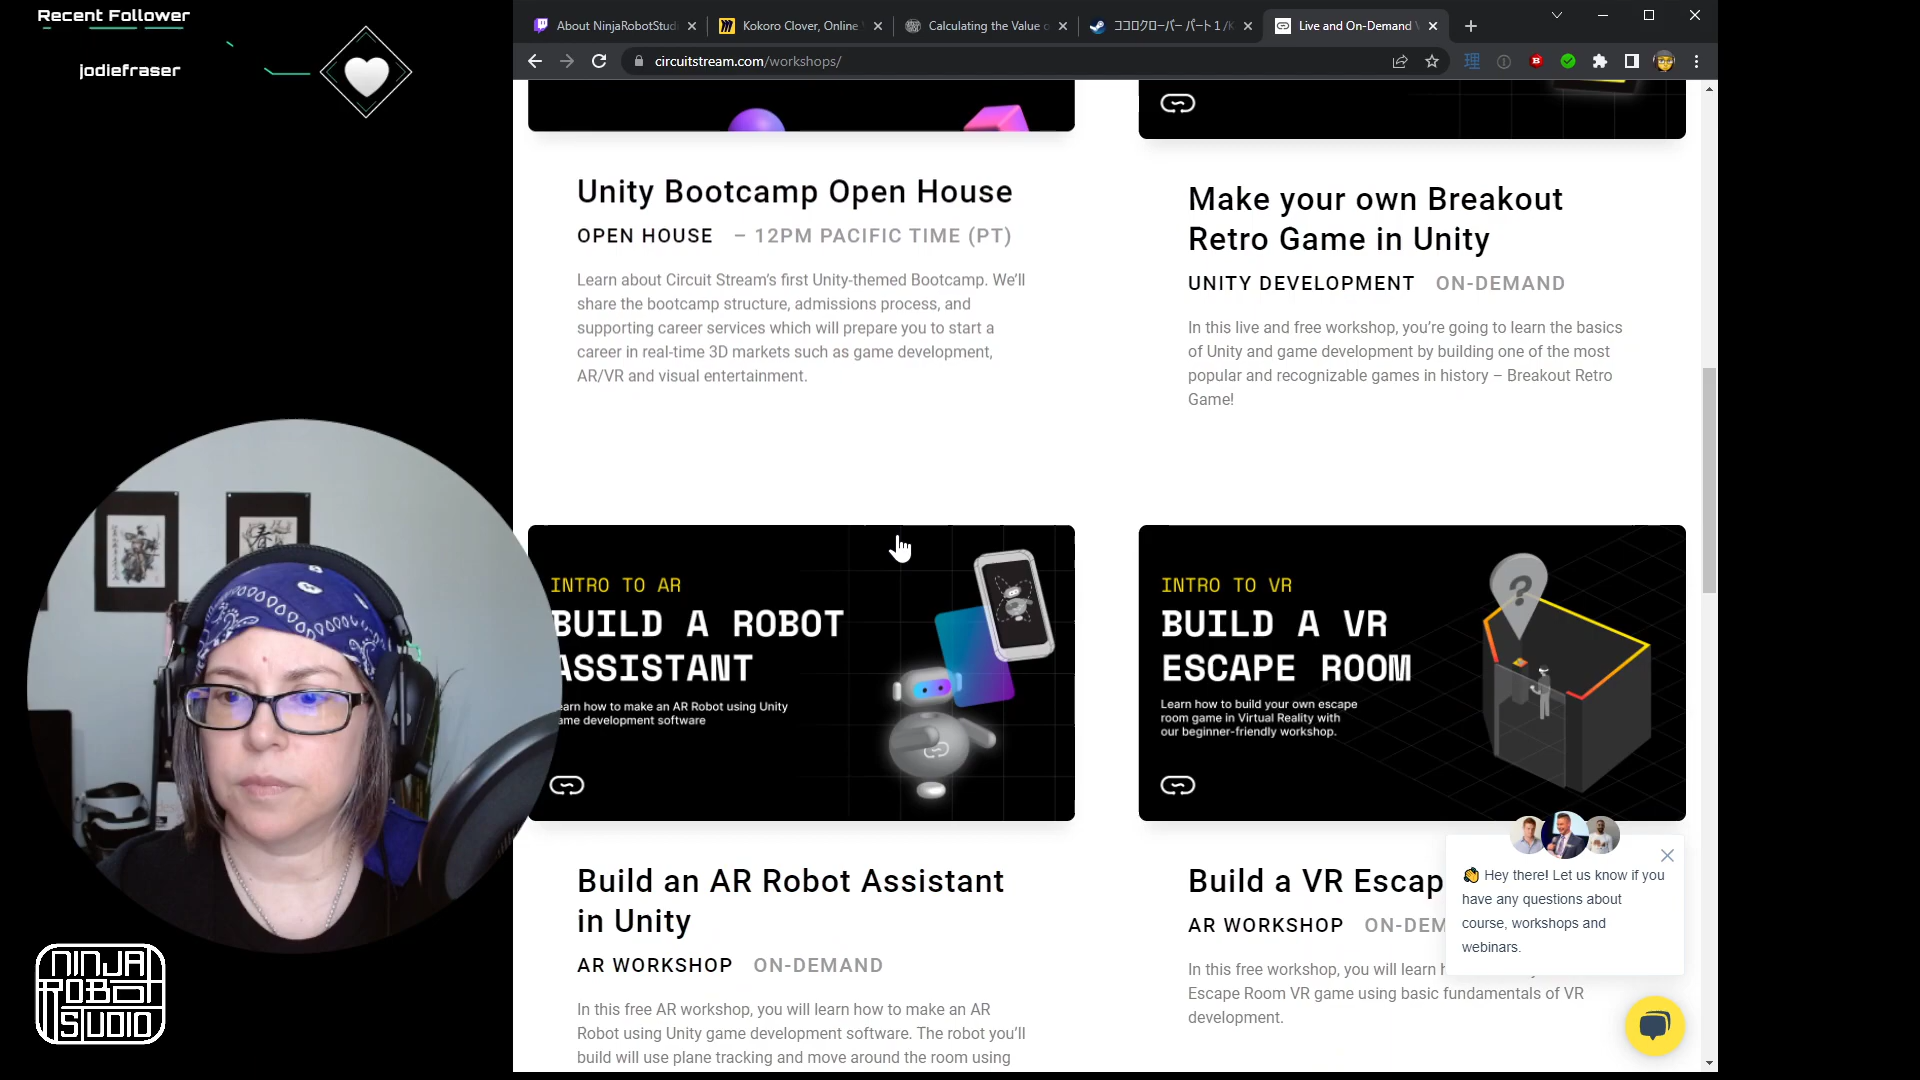 Recent Follower
jodiefraser
About NinjaRobotStudi
Kokoro Clover, Online
Calculating the Value o
ココロクローバー パート１/K
Live and On-Demand
circuitstream.com/workshops/
Unity Bootcamp Open House
OPEN HOUSE – 12PM PACIFIC TIME (PT)
Learn about Circuit Stream's first Unity-themed Bootcamp. We'll
share the bootcamp structure, admissions process, and
supporting career services which will prepare you to start a
career in real-time 3D markets such as game development,
AR/VR and visual entertainment.
Make your own Breakout
Retro Game in Unity
UNITY DEVELOPMENT ON-DEMAND
In this live and free workshop, you're going to learn the basics
of Unity and game development by building one of the most
popular and recognizable games in history – Breakout Retro
Game!
INTRO TO AR
BUILD A ROBOT
ASSISTANT
earn how to make an AR Robot using Unity
ame development software
INTRO TO VR
BUILD A VR
ESCAPE ROOM
Learn how to build your own escape
room game in Virtual Reality with
our beginner-friendly workshop.
Build an AR Robot Assistant
in Unity
AR WORKSHOP ON-DEMAND
In this free AR workshop, you will learn how to make an AR
Robot using Unity game development software. The robot you'll
build will use plane tracking and move around the room using
Build a VR Escap
AR WORKSHOP ON-DEM
In this free workshop, you will learn h
Escape Room VR game using basic fundamentals of VR
development.
👋 Hey there! Let us know if you
have any questions about
course, workshops and
webinars.
NINJA
ROBOT
STUDIO